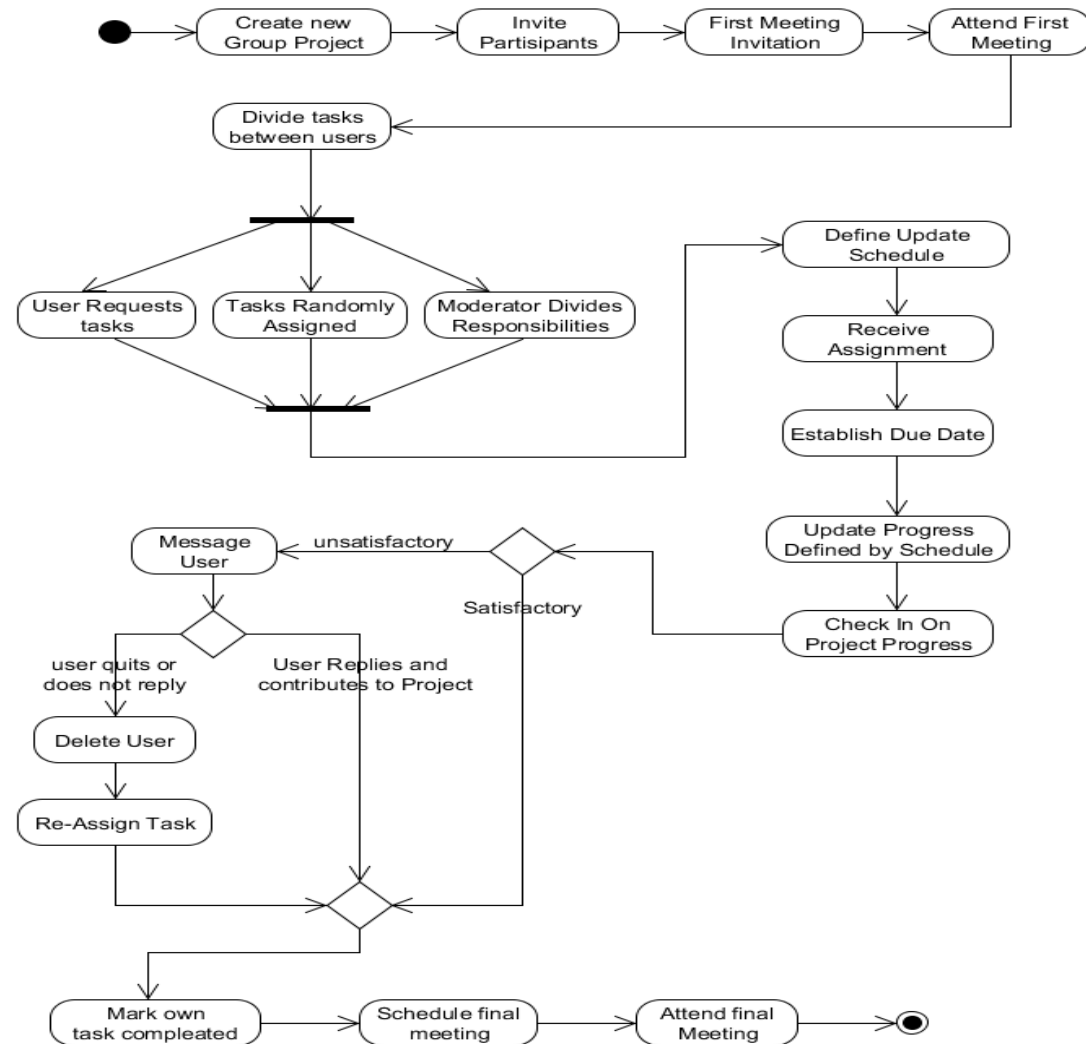 Create new
Group Project
Invite
Partisipants
First Meeting
Invitation
Attend First
Meeting
Divide tasks
between users
User Requests
tasks
Tasks Randomly
Assigned
Moderator Divides
Responsibilities
Define Update
Schedule
Receive
Assignment
Establish Due Date
Update Progress
Defined by Schedule
Check In On
Project Progress
unsatisfactory
Satisfactory
Message
User
user quits or
does not reply
User Replies and
contributes to Project
Delete User
Re-Assign Task
Mark own
task compleated
Schedule final
meeting
Attend final
Meeting